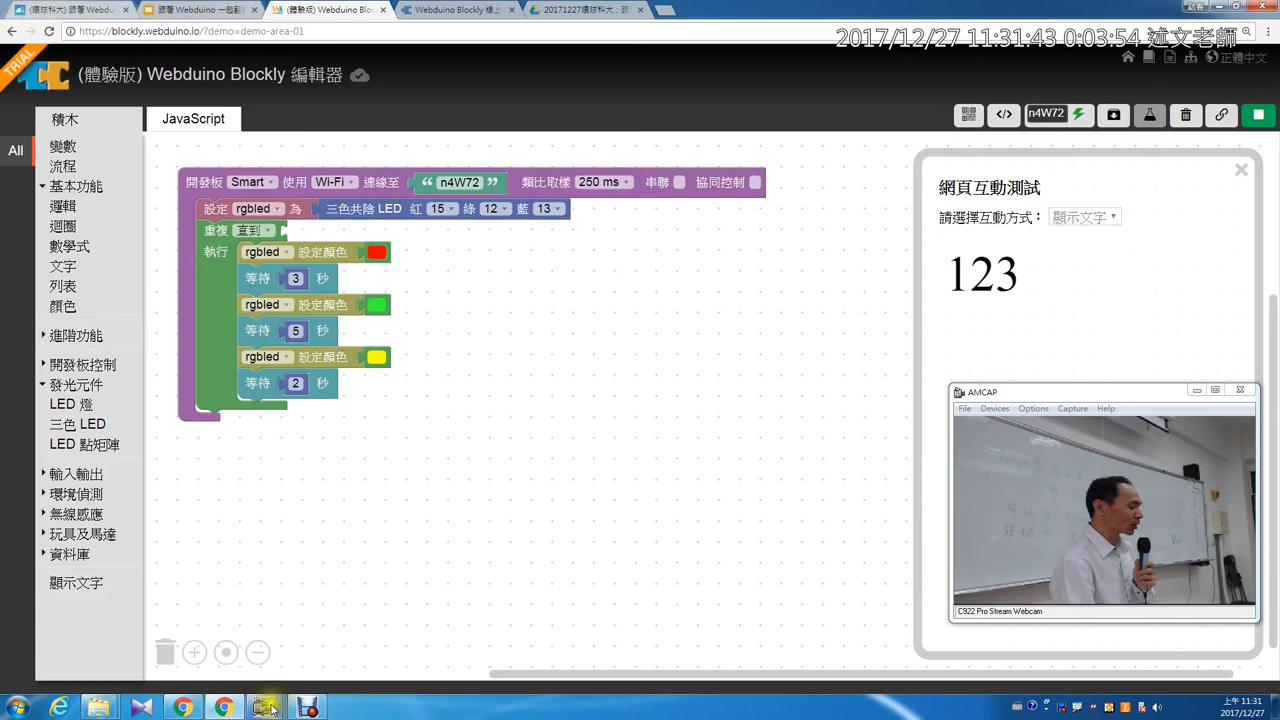 (環球科大) 跟著 Webdu
跟著 Webduino 一起翻
(體驗版) Webduino Bloc
Webduino Blockly 線上
20171227環球科大：跟
訪客
https://blockly.webduino.io/?demo=demo-area-01
2017/12/27 11:31:43 0:03:54 述文老師
TRIAL
(體驗版) Webduino Blockly 編輯器
正體中文
積木
JavaScript
n4W72
All
變數
流程
基本功能
邏輯
迴圈
數學式
文字
列表
顏色
進階功能
開發板控制
發光元件
LED 燈
三色 LED
LED 點矩陣
輸入輸出
環境偵測
無線感應
玩具及馬達
資料庫
顯示文字
開發板 Smart 使用 Wi-Fi 連線至 “ n4W72 ” 類比取樣 250 ms 串聯 協同控制
設定 rgbled 為 三色共陰 LED 紅 15 綠 12 藍 13
重複 直到
執行 rgbled 設定顏色
等待 3 秒
rgbled 設定顏色
等待 5 秒
rgbled 設定顏色
等待 2 秒
網頁互動測試
請選擇互動方式： 顯示文字
123
AMCAP
File Devices Options Capture Help
C922 Pro Stream Webcam
上午 11:31
2017/12/27